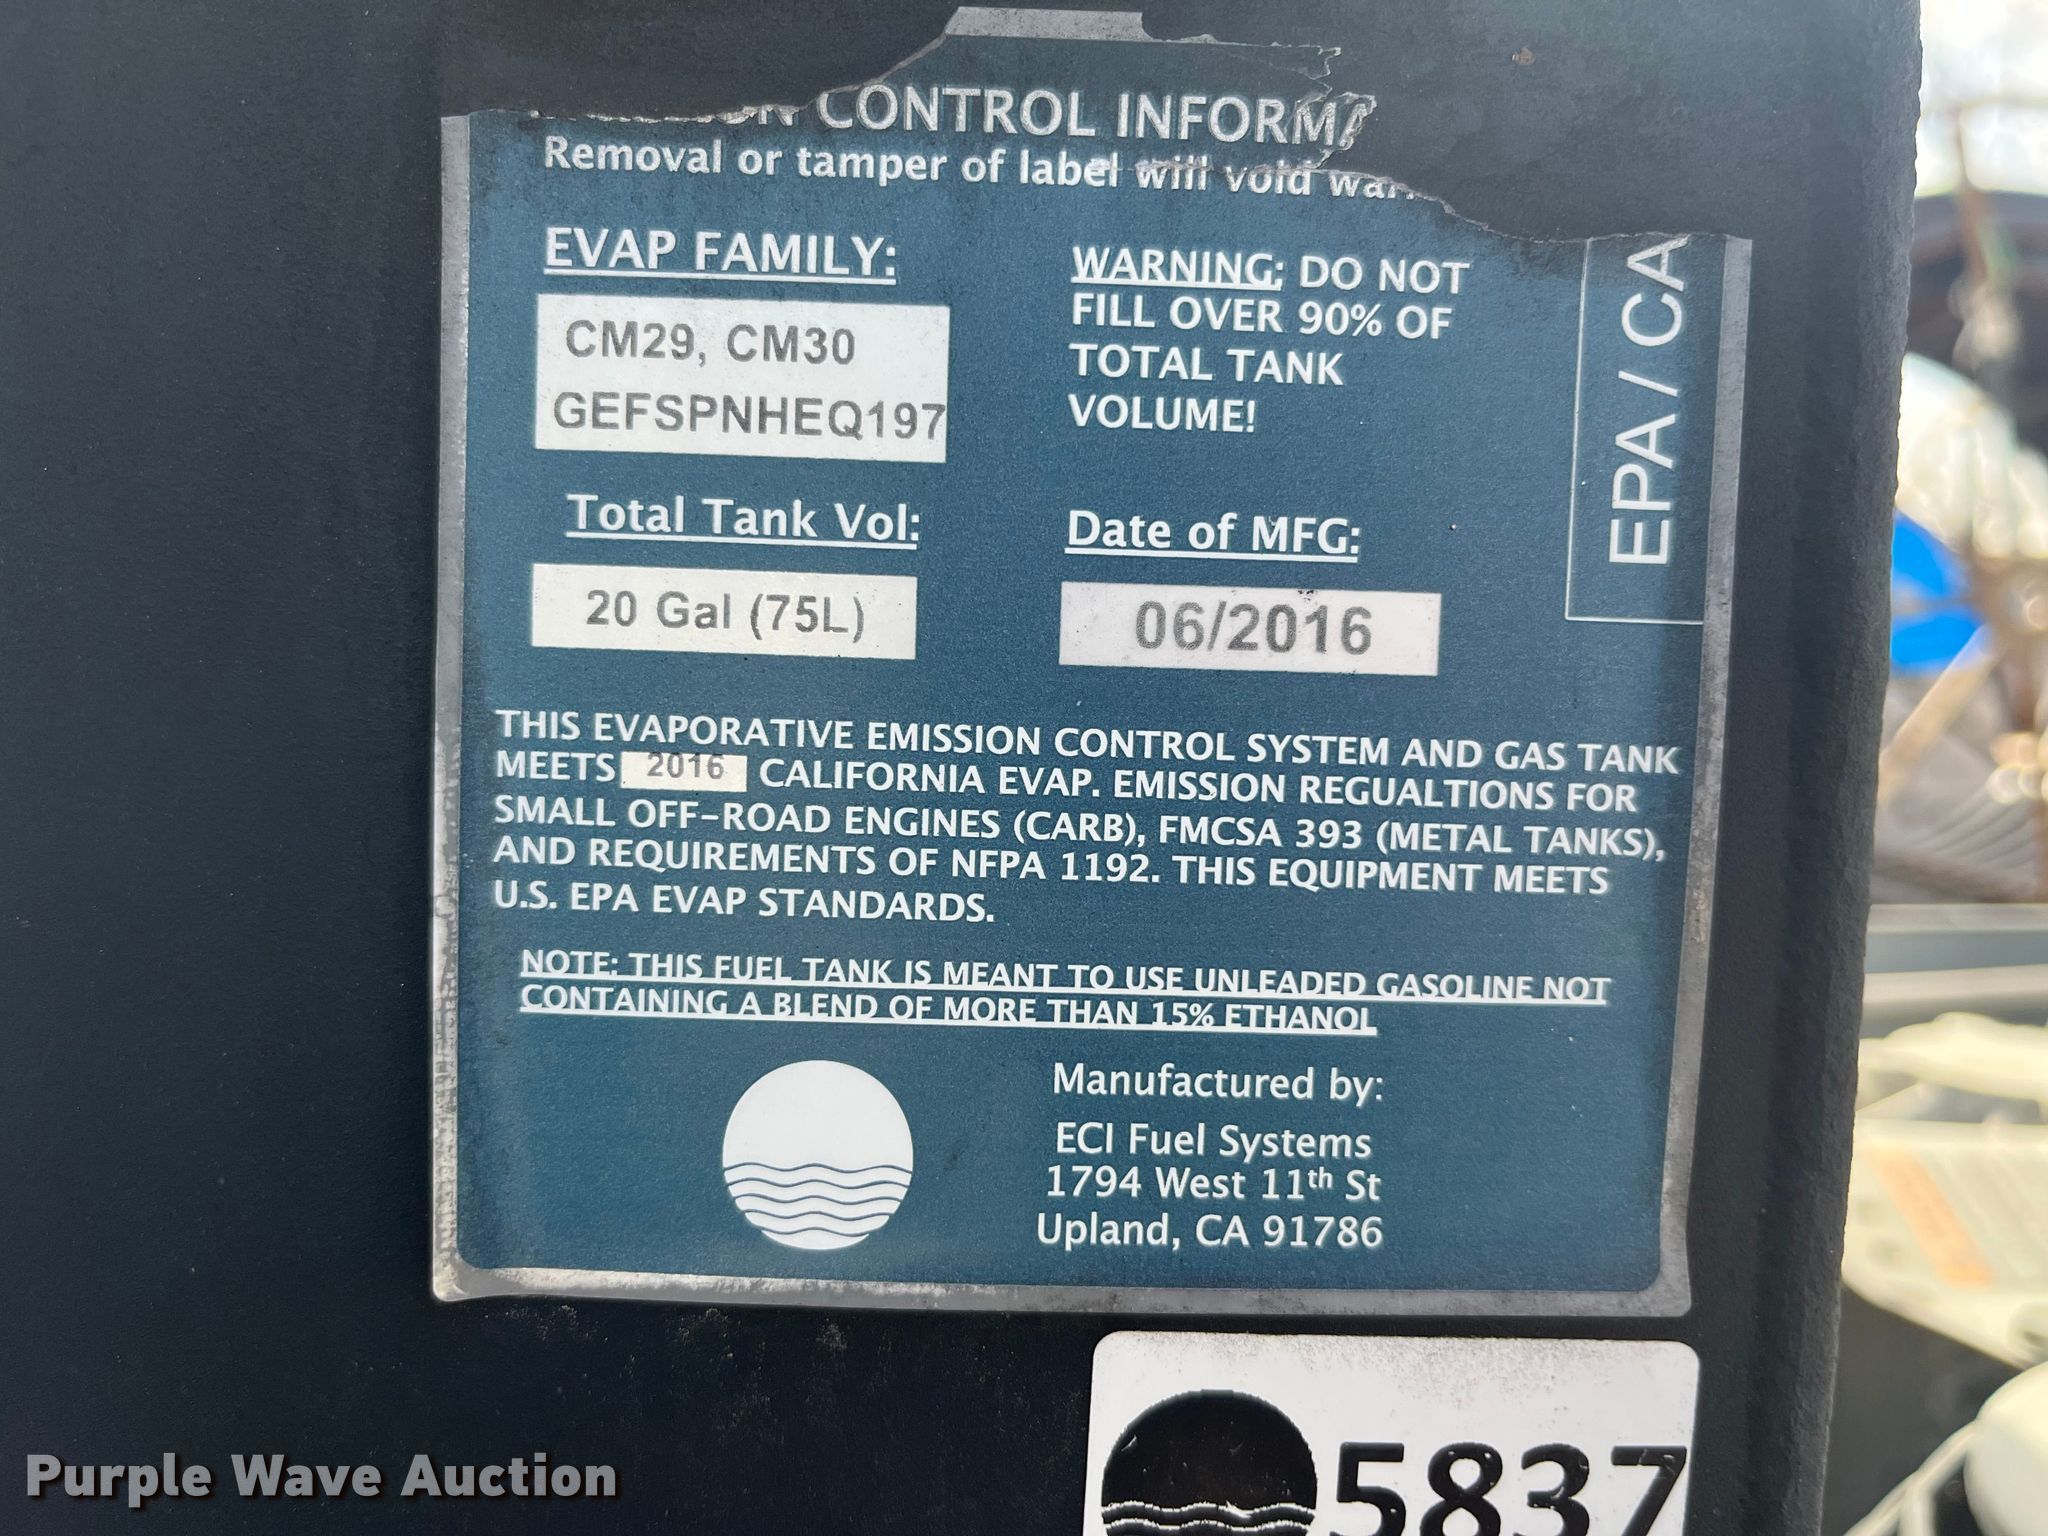 CONTROL INFORMA
Removal or tamper of label will void
EVAP FAMILY:
CM29, CM30
GEFSPNHEQ197
WARNING: DO NOT
FILL OVER 90% OF
TOTAL TANK
VOLUME!
EPA / CA
Total Tank Vol:
20 Gal (75L)
Date of MFG:
06/2016
THIS EVAPORATIVE EMISSION CONTROL SYSTEM AND GAS TANK
MEETS 2016 CALIFORNIA EVAP. EMISSION REGUALTIONS FOR
SMALL OFF-ROAD ENGINES (CARB), FMCSA 393 (METAL TANKS),
AND REQUIREMENTS OF NFPA 1192. THIS EQUIPMENT MEETS
U.S. EPA EVAP STANDARDS.
NOTE: THIS FUEL TANK IS MEANT TO USE UNLEADED GASOLINE NOT
CONTAINING A BLEND OF MORE THAN 15% ETHANOL
Manufactured by:
ECI Fuel Systems
1794 West 11th St
Upland, CA 91786
5837
Purple Wave Auction